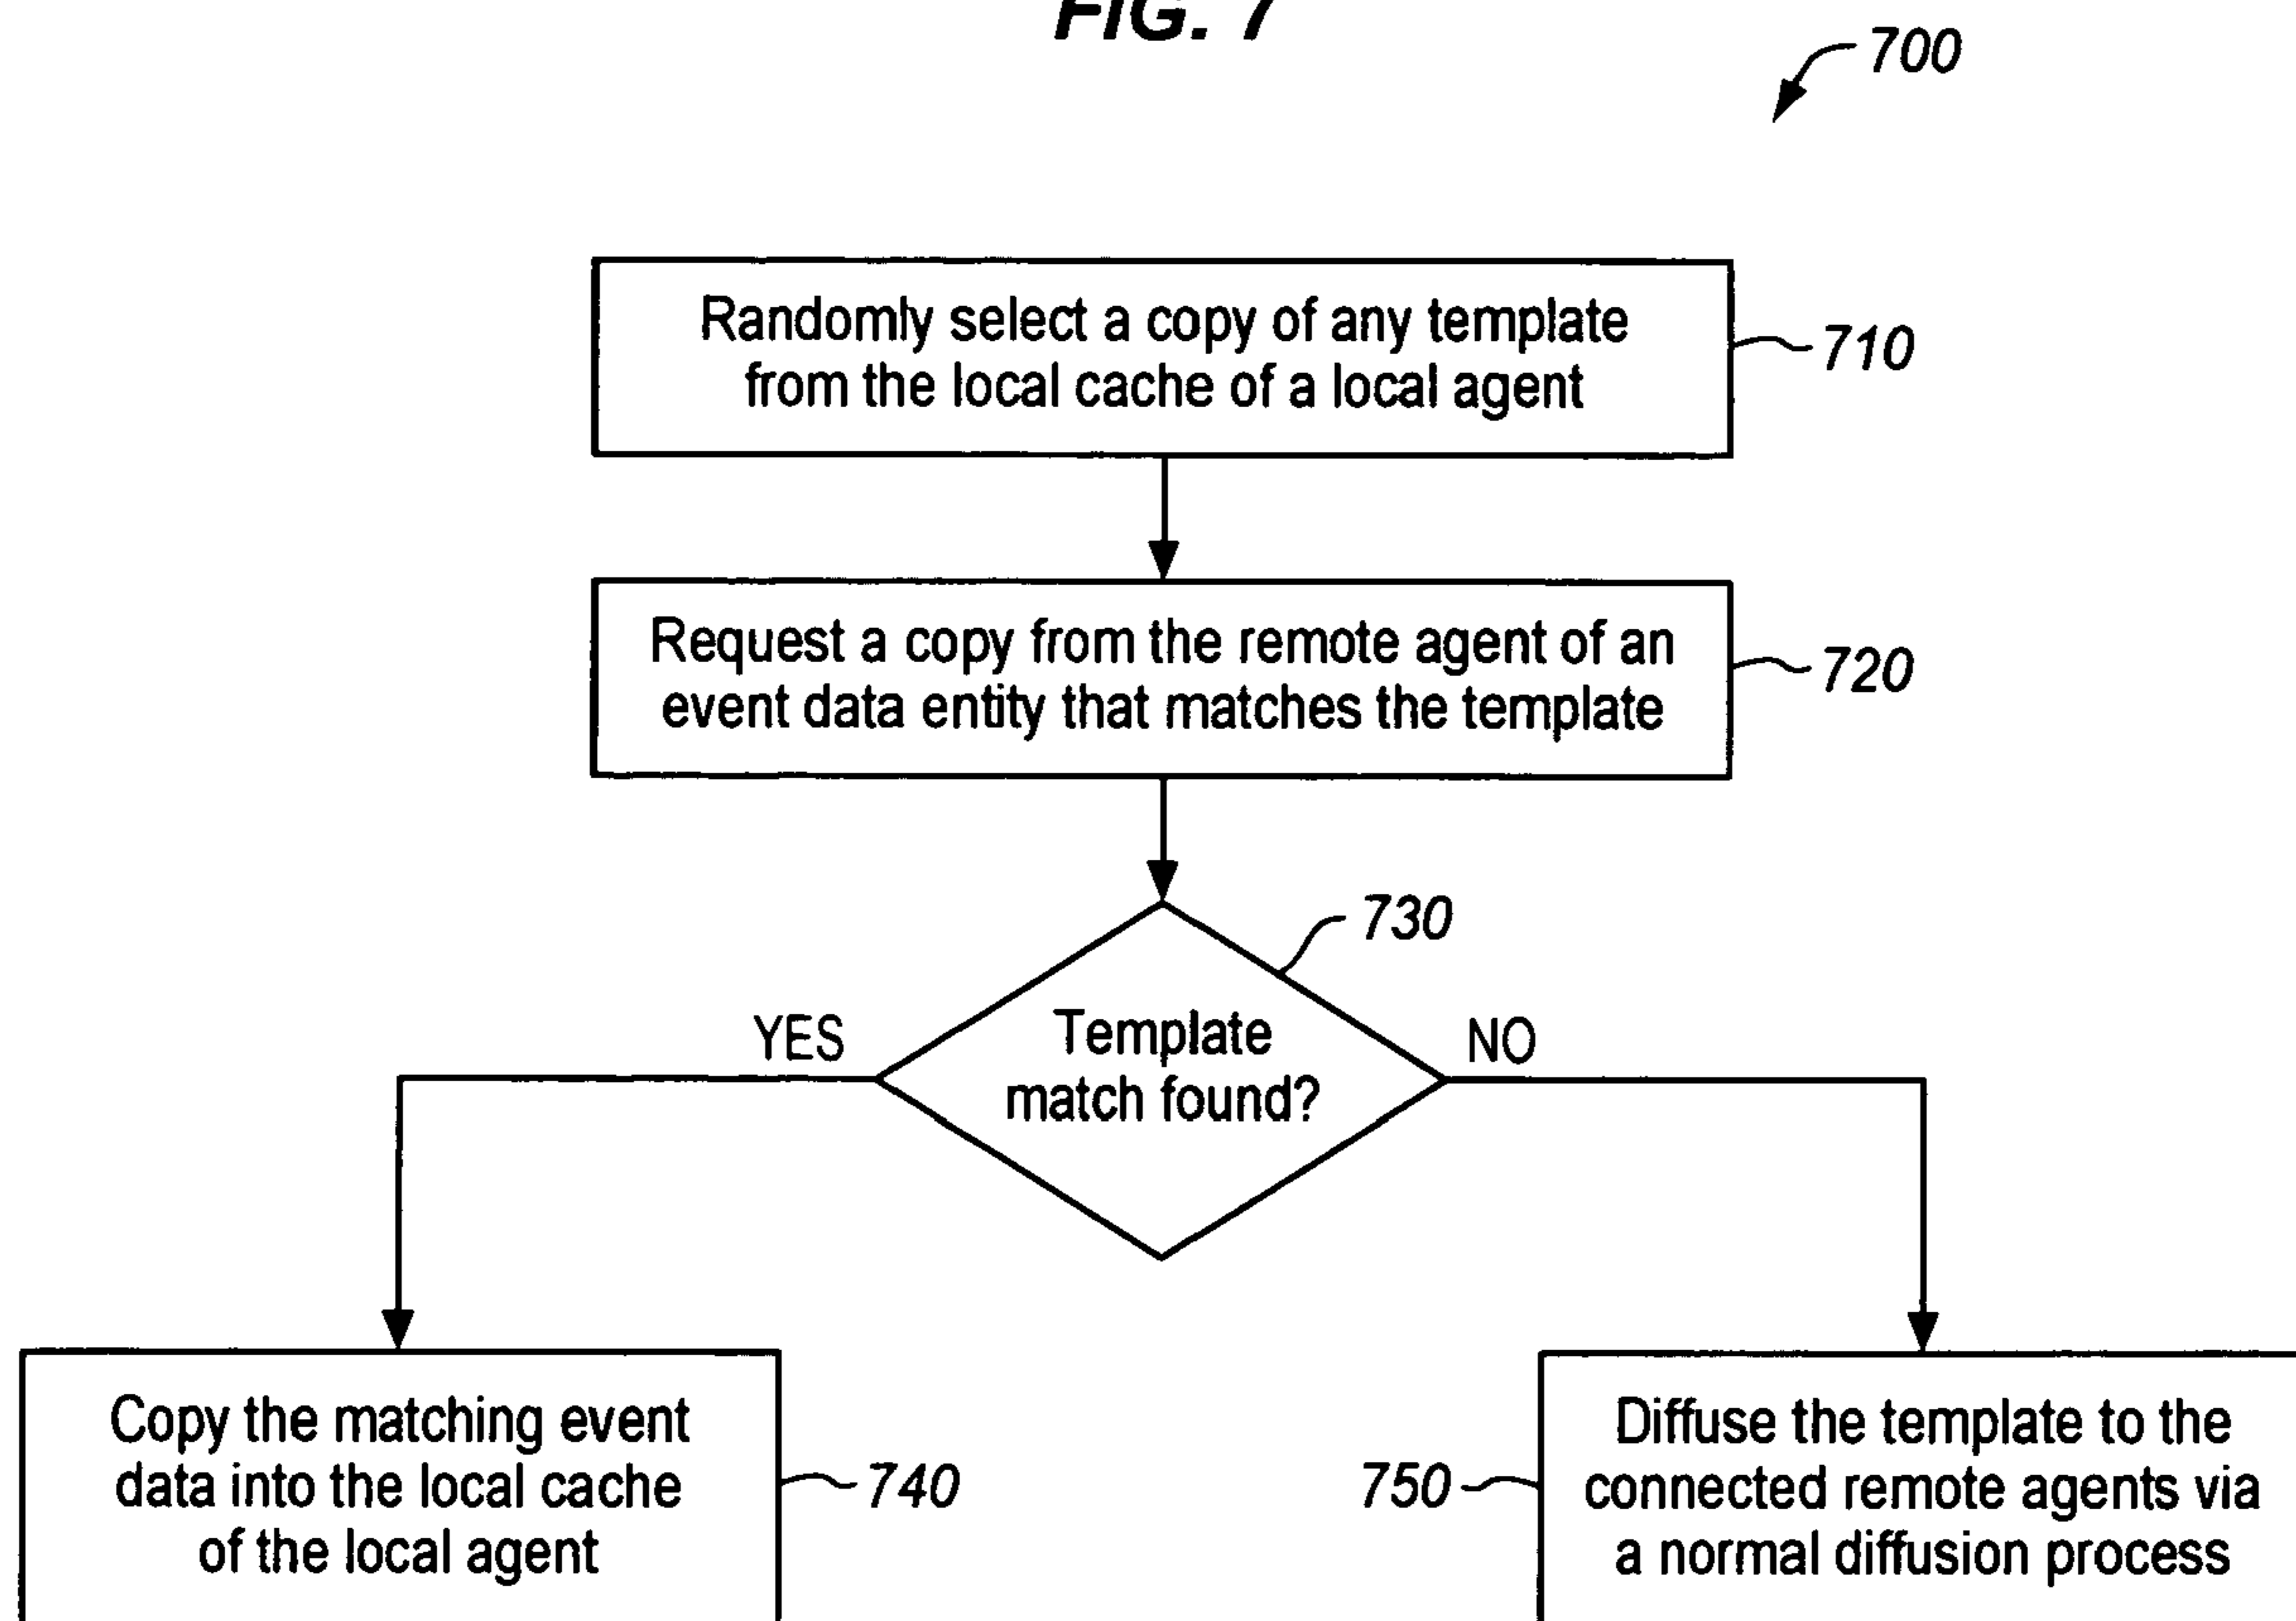 FIG. 7
700
Randomly select a copy of any template
from the local cache of a local agent
710
Request a copy from the remote agent of an
event data entity that matches the template
720
730
Template
match found?
YES
NO
Copy the matching event
data into the local cache
of the local agent
740
750
Diffuse the template to the
connected remote agents via
a normal diffusion process